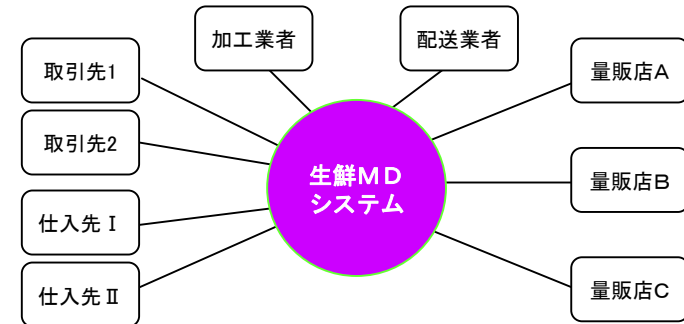 加工業者
配送業者
取引先1
取引先2
仕入先Ⅰ
仕入先Ⅱ
生鮮ＭＤ
システム
量販店A
量販店B
量販店C